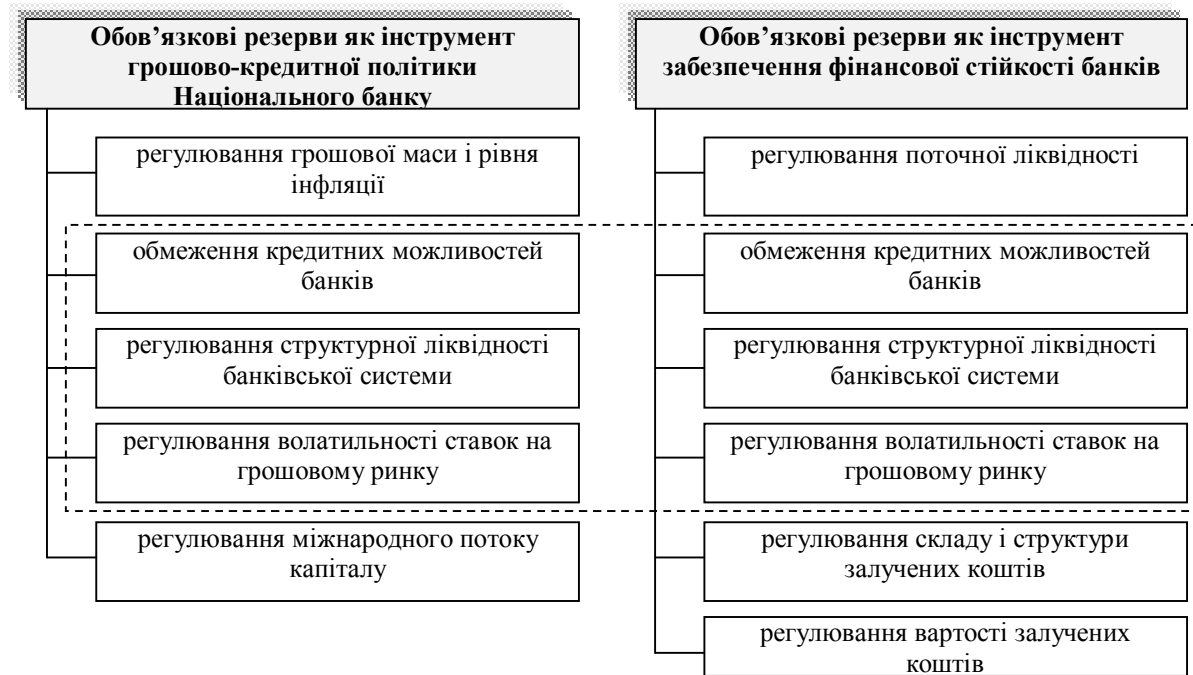 Обов’язкові резерви як інструмент
грошово-кредитної політики
Національного банку
регулювання грошової маси і рівня
інфляції
обмеження кредитних можливостей
банків
регулювання структурної ліквідності
банківської системи
регулювання волатильності ставок на
грошовому ринку
регулювання міжнародного потоку
капіталу
Обов’язкові резерви як інструмент
забезпечення фінансової стійкості банків
регулювання поточної ліквідності
обмеження кредитних можливостей
банків
регулювання структурної ліквідності
банківської системи
регулювання волатильності ставок на
грошовому ринку
регулювання складу і структури
залучених коштів
регулювання вартості залучених
коштів